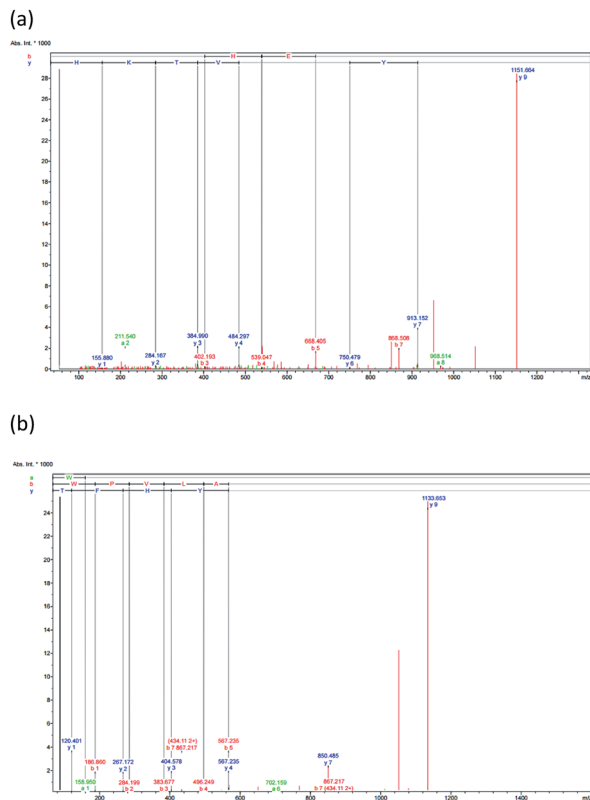 (a)
Abs. Int. * 1000
b H E
y H K T V Y
1151.664
y 9
28
26
24
22
20
18
16
14
12
10
8
6
4
2
0
913.152
y 7
211.540
a 2
384.990
y 3
484.297
y 4
668.405
b 5
868.508
b 7
155.880
y 1
284.167
y 2
402.193
b 3
539.047
b 4
750.479
y 6
968.514
a 8
100 200 300 400 500 600 700 800 900 1000 1100 1200 1300 m/z
(b)
Abs. Int. * 1000
a W
b W P V L A
y T F H Y
1133.653
y 9
24
22
20
18
16
14
12
10
8
6
4
2
120.401
y 1
(434.11 2+)
b 7 867.217
567.235
b 5
186.860
b 1
267.172
y 2
404.578
y 3
567.235
y 4
850.485
y 7
158.950
a 1
284.199
b 2
383.677
b 3
496.249
b 4
702.159
a 6
867.217
b 7 (434.11 2+)
200 400 600 800 1000 1200 1400 1600 m/z